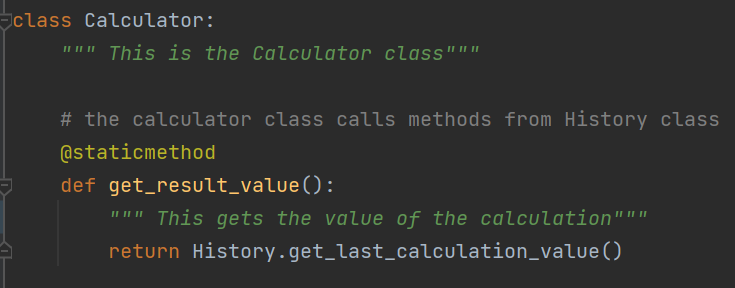 class Calculator:
    """ This is the Calculator class"""
    # the calculator class calls methods from History class
    @staticmethod
    def get_result_value():
        """ This gets the value of the calculation"""
        return History.get_last_calculation_value()